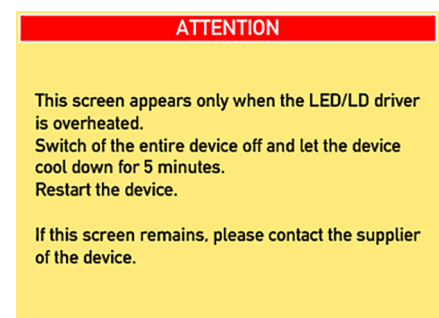 ATTENTION
This screen appears only when the LED/LD driver
is overheated.
Switch of the entire device off and let the device
cool down for 5 minutes.
Restart the device.
If this screen remains, please contact the supplier
of the device.